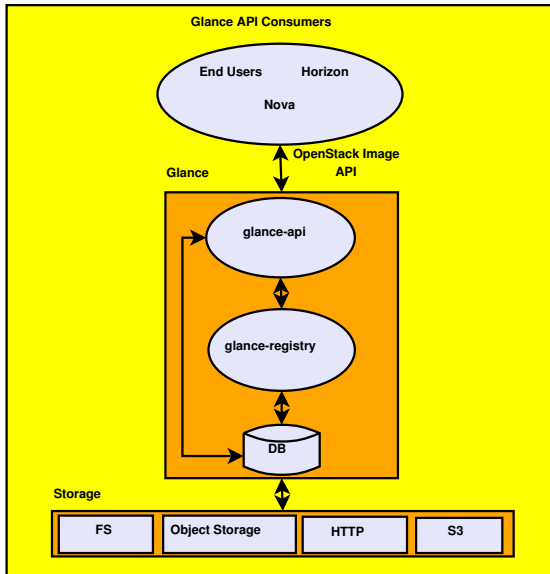 Glance API Consumers
End Users Horizon
Nova
OpenStack Image
API
Glance
glance-api
glance-registry
DB
Storage
FS Object Storage HTTP S3